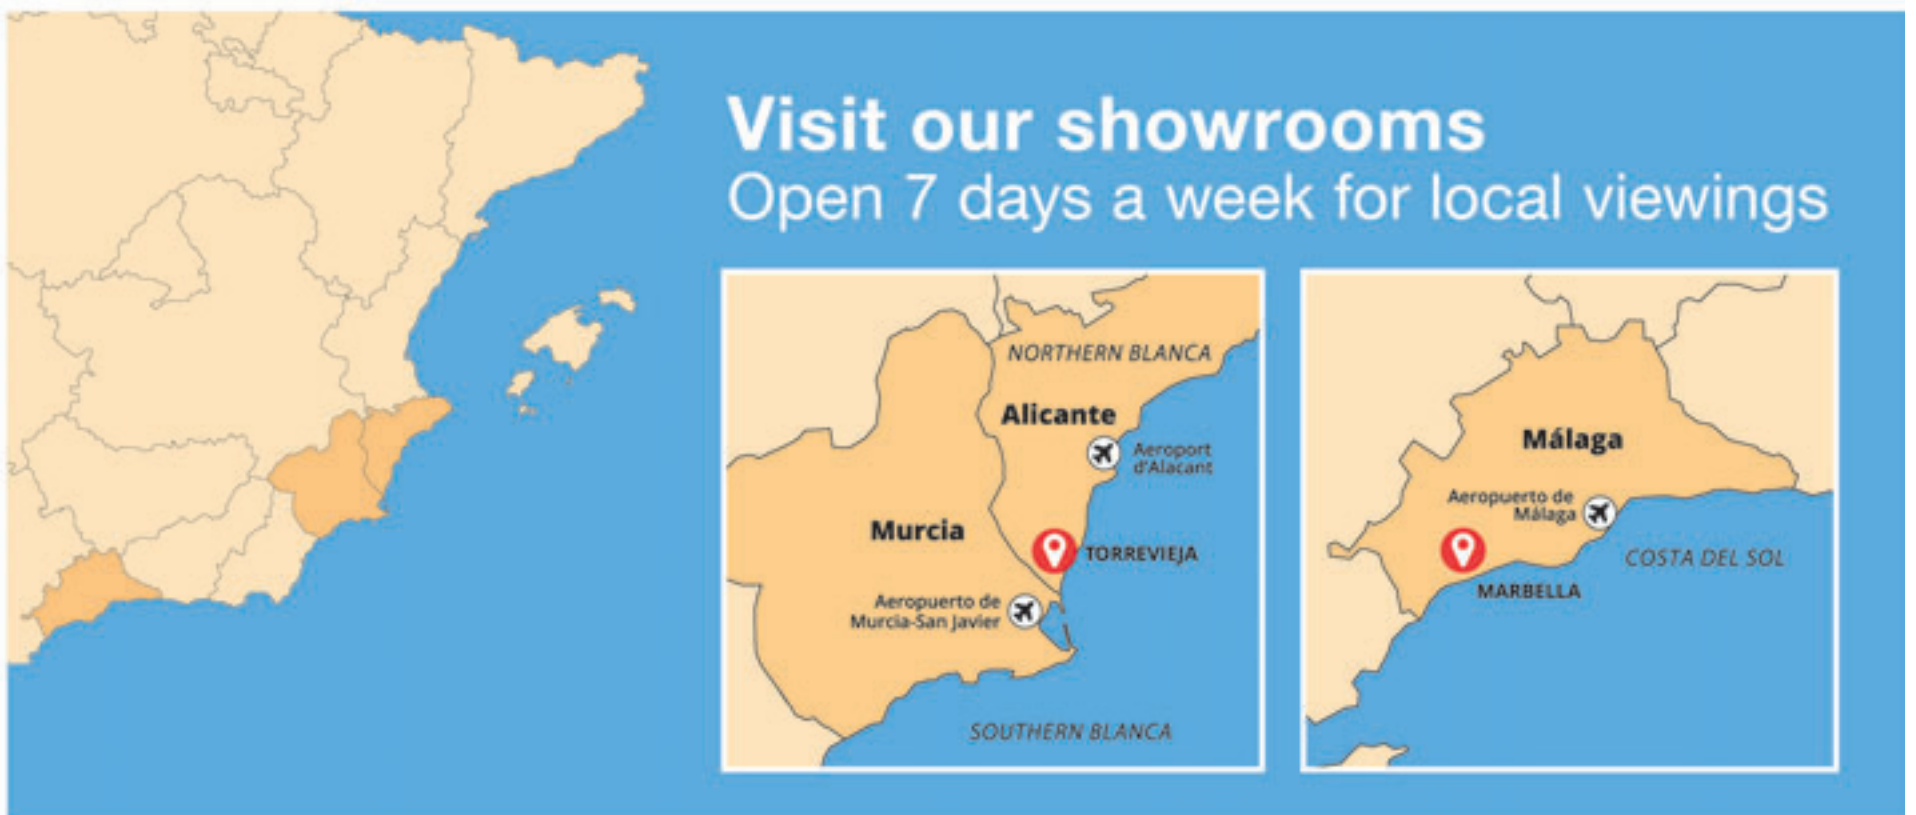 Visit our showrooms
Open 7 days a week for local viewings
NORTHERN BLANCA
Alicante
Aeroport
d'Alacant
Murcia
TORREVIEJA
Aeropuerto de
Murcia-San Javier
SOUTHERN BLANCA
Málaga
Aeropuerto de
Málaga
COSTA DEL SOL
MARBELLA